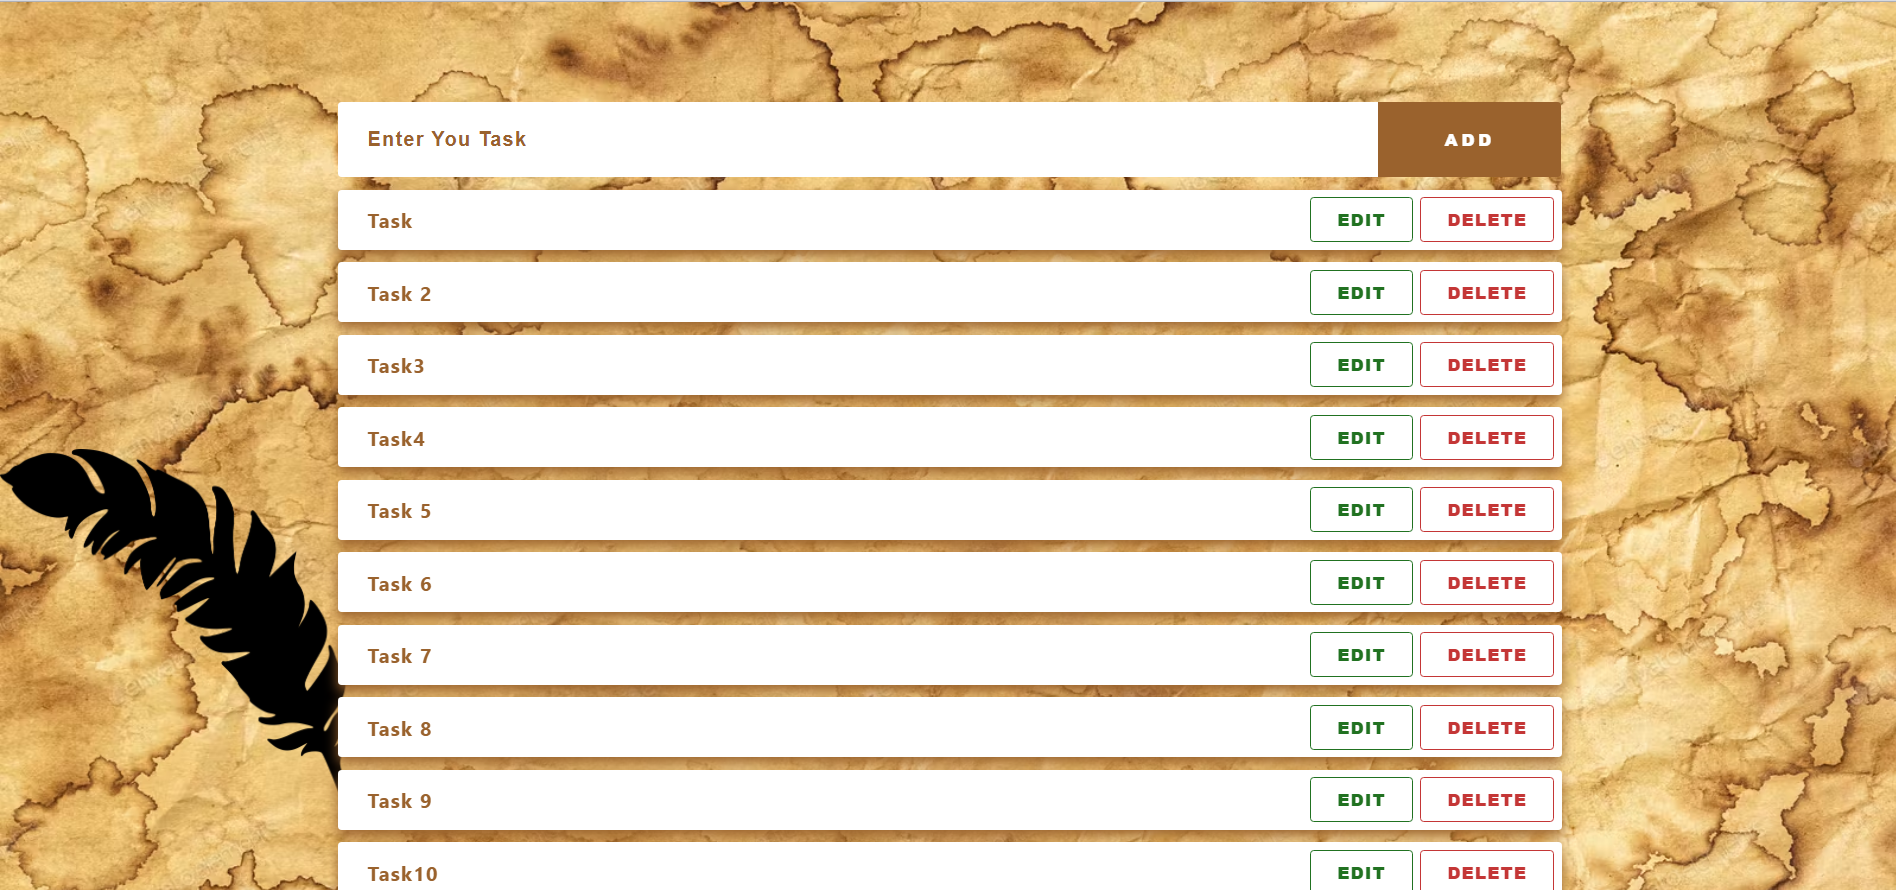 Enter You Task
ADD
Task EDIT DELETE
Task 2 EDIT DELETE
Task3 EDIT DELETE
Task4 EDIT DELETE
Task 5 EDIT DELETE
Task 6 EDIT DELETE
Task 7 EDIT DELETE
Task 8 EDIT DELETE
Task 9 EDIT DELETE
Task10 EDIT DELETE